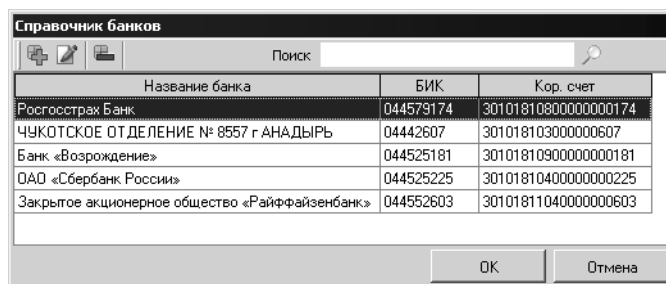 Справочник банков
Поиск
Название банка БИК Кор. счет
Росгосстрах Банк 044579174 30101810800000000174
ЧУКОТСКОЕ ОТДЕЛЕНИЕ № 8557 г АНАДЫРЬ 04442607 301018103000000607
Банк «Возрождение» 044525181 30101810900000000181
ОАО «Сбербанк России» 044525225 30101810400000000225
Закрытое акционерное общество «Райффайзенбанк» 044552603 30101811040000000603
OK Отмена